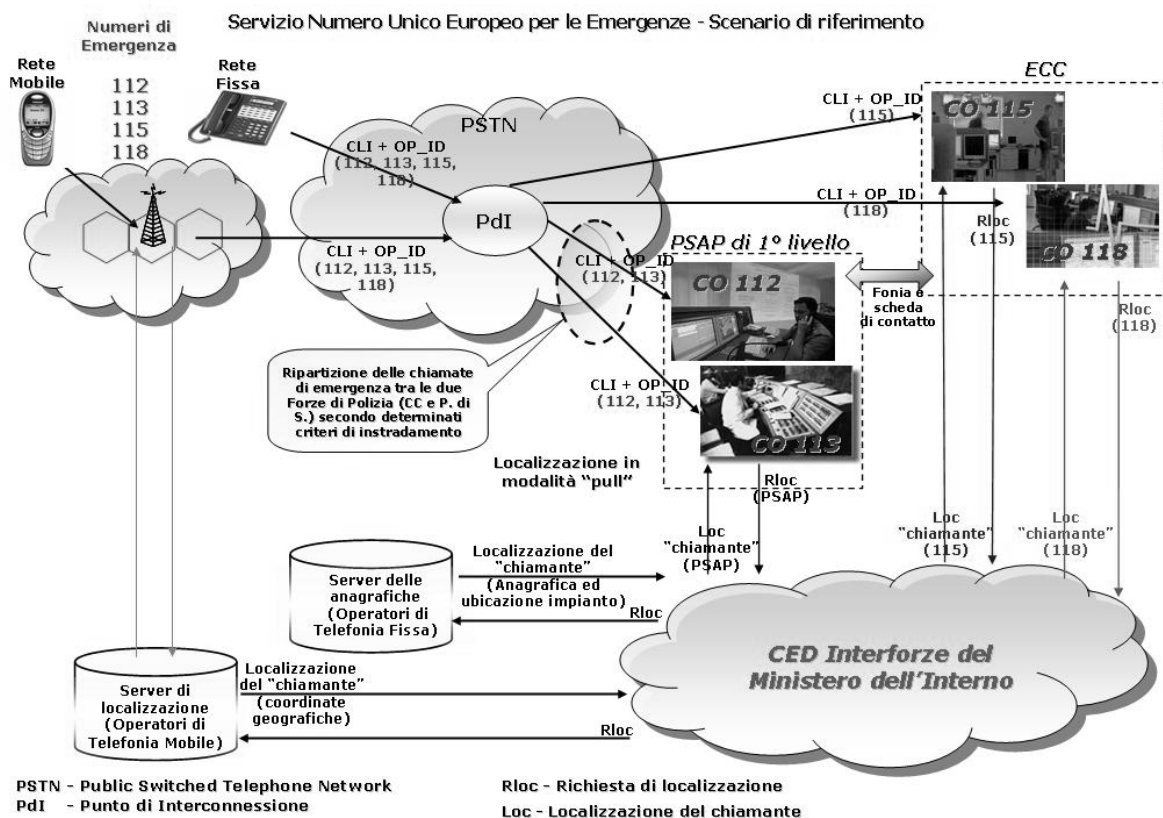 Servizio Numero Unico Europeo per le Emergenze - Scenario di riferimento
Numeri di
Emergenza
112
113
115
118
Rete
Mobile
Rete
Fissa
PSTN
CLI + OP_ID
(112, 113, 115,
118)
PdI
CLI + OP_ID
(112, 113, 115,
118)
CLI + OP_ID
(115)
CLI + OP_ID
(118)
ECC
CO 115
Rloc
(115)
CO 118
Rloc
(118)
PSAP di 1° livello
CLI + OP_ID
(112, 113)
CO 112
Fonia e
scheda
di contatto
CLI + OP_ID
(112, 113)
CO 113
Ripartizione delle chiamate
di emergenza tra le due
Forze di Polizia (CC e P. di
S.) secondo determinati
criteri di instradamento
Localizzazione in
modalità “pull”
Rloc
(PSAP)
Loc
“chiamante”
(PSAP)
Loc
“chiamante”
(115)
Loc
“chiamante”
(118)
Server delle
anagrafiche
(Operatori di
Telefonia Fissa)
Localizzazione del
“chiamante”
(Anagrafica ed
ubicazione impianto)
Rloc
CED Interforze del
Ministero dell’Interno
Server di
localizzazione
(Operatori di
Telefonia Mobile)
Localizzazione
del “chiamante”
(coordinate
geografiche)
Rloc
PSTN - Public Switched Telephone Network
PdI - Punto di Interconnessione
Rloc - Richiesta di localizzazione
Loc - Localizzazione del chiamante